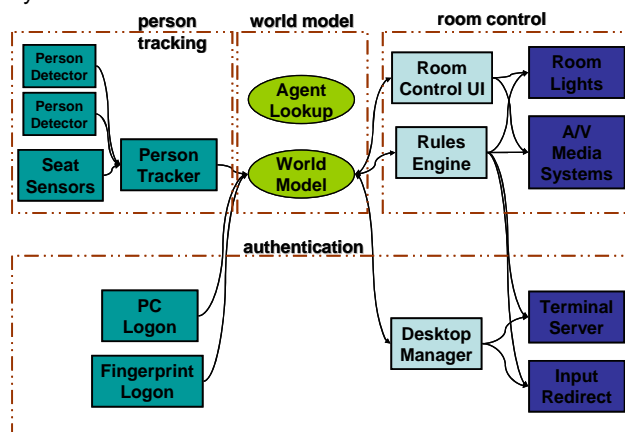 person
tracking
world model
room control
Person
Detector
Person
Detector
Seat
Sensors
Person
Tracker
Agent
Lookup
World
Model
Room
Control UI
Rules
Engine
Room
Lights
A/V
Media
Systems
authentication
PC
Logon
Fingerprint
Logon
Desktop
Manager
Terminal
Server
Input
Redirect